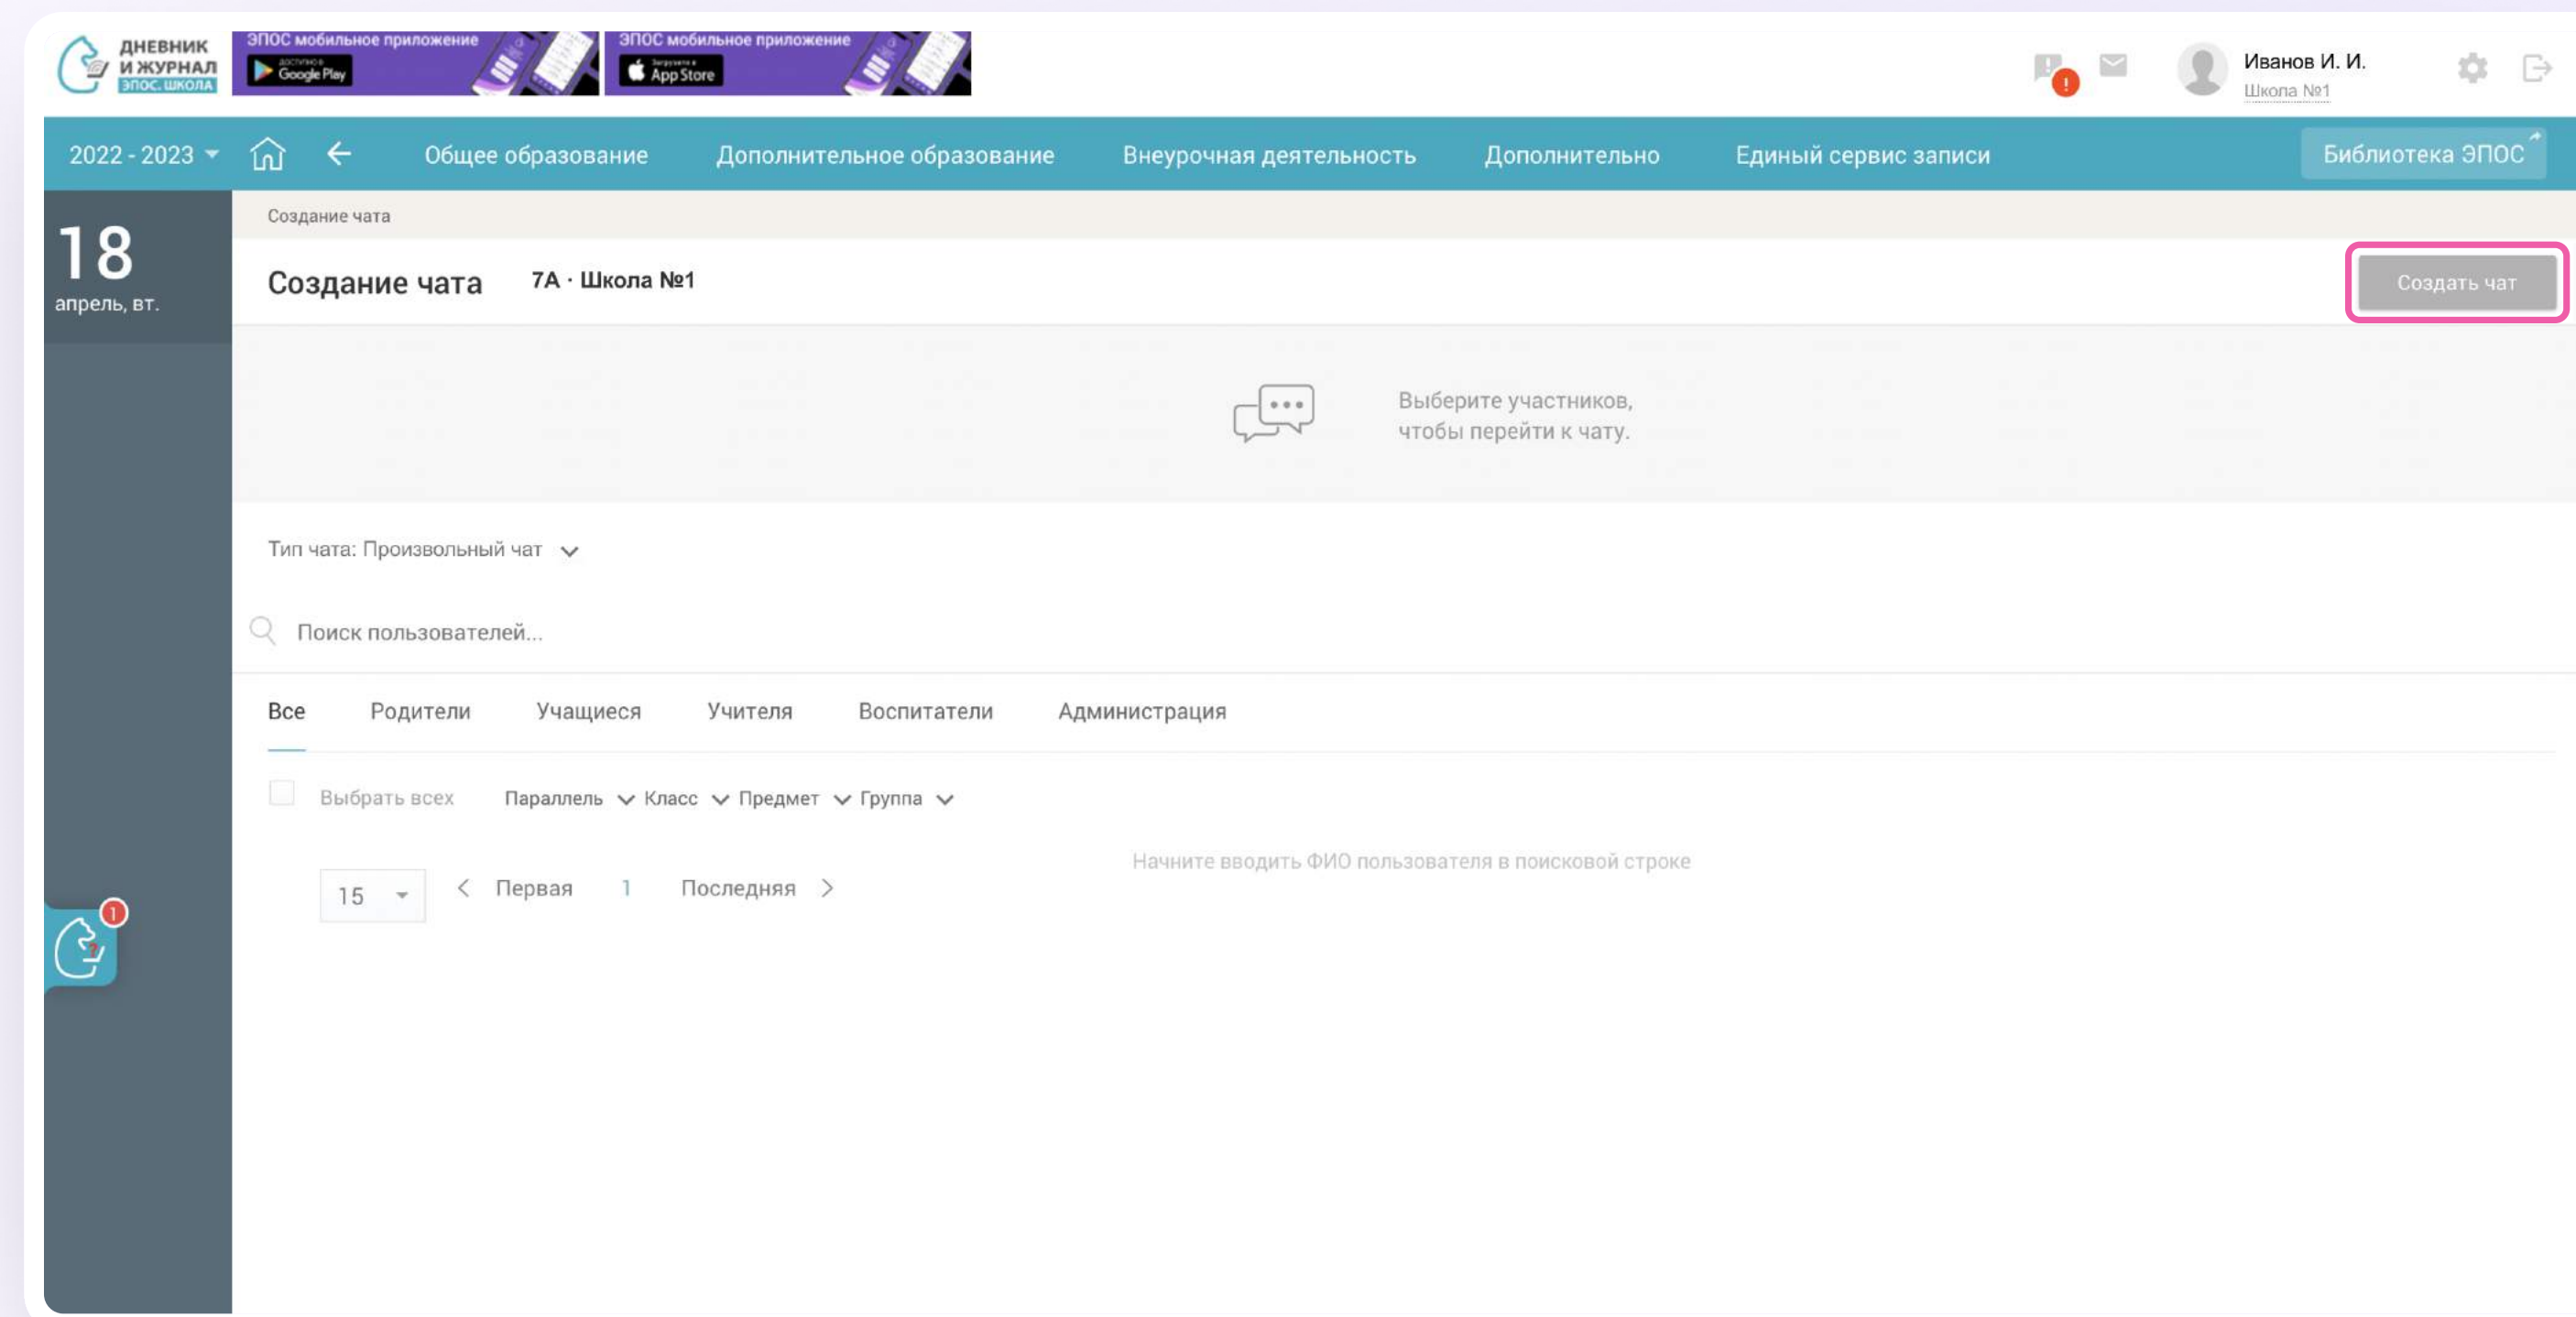 ДНЕВНИК
И ЖУРНАЛ
ЭПОС.ШКОЛА
ЭПОС мобильное приложение
ДОСТУПНО В
Google Play
ЭПОС мобильное приложение
Загрузите в
App Store
!
Иванов И. И.
Школа №1
2022 - 2023
Общее образование
Дополнительное образование
Внеурочная деятельность
Дополнительно
Единый сервис записи
Библиотека ЭПОС
18
апрель, вт.
Создание чата
Создание чата 7А · Школа №1
Создать чат
Выберите участников,
чтобы перейти к чату.
Тип чата: Произвольный чат
Поиск пользователей...
Все Родители Учащиеся Учителя Воспитатели Администрация
Выбрать всех Параллель Класс Предмет Группа
Начните вводить ФИО пользователя в поисковой строке
15 Первая 1 Последняя
1
?